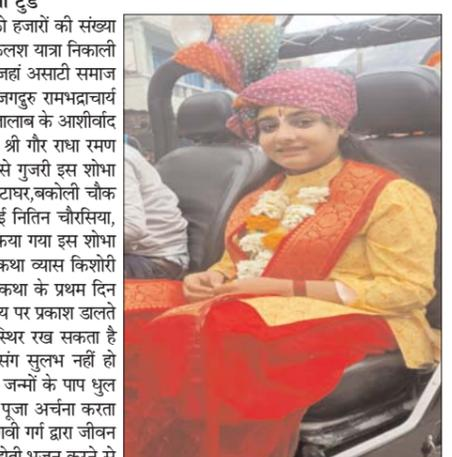 हजारों की संख्या
यात्रा निकाली
जहां असाटी समाज
जगद्गुरु रामभद्राचार्य
के आशीर्वाद
श्री गौर राधा रमण
से गुजरी इस शोभा
टाघर,बकोली चौक
ई नितिन चौरसिया,
कया गया इस शोभा
कथा व्यास किशोरी
कथा के प्रथम दिन
य पर प्रकाश डालते
स्थिर रख सकता है
संग सुलभ नहीं हो
जन्मों के पाप धुल
पूजा अर्चना करता
गर्ग द्वारा जीवन